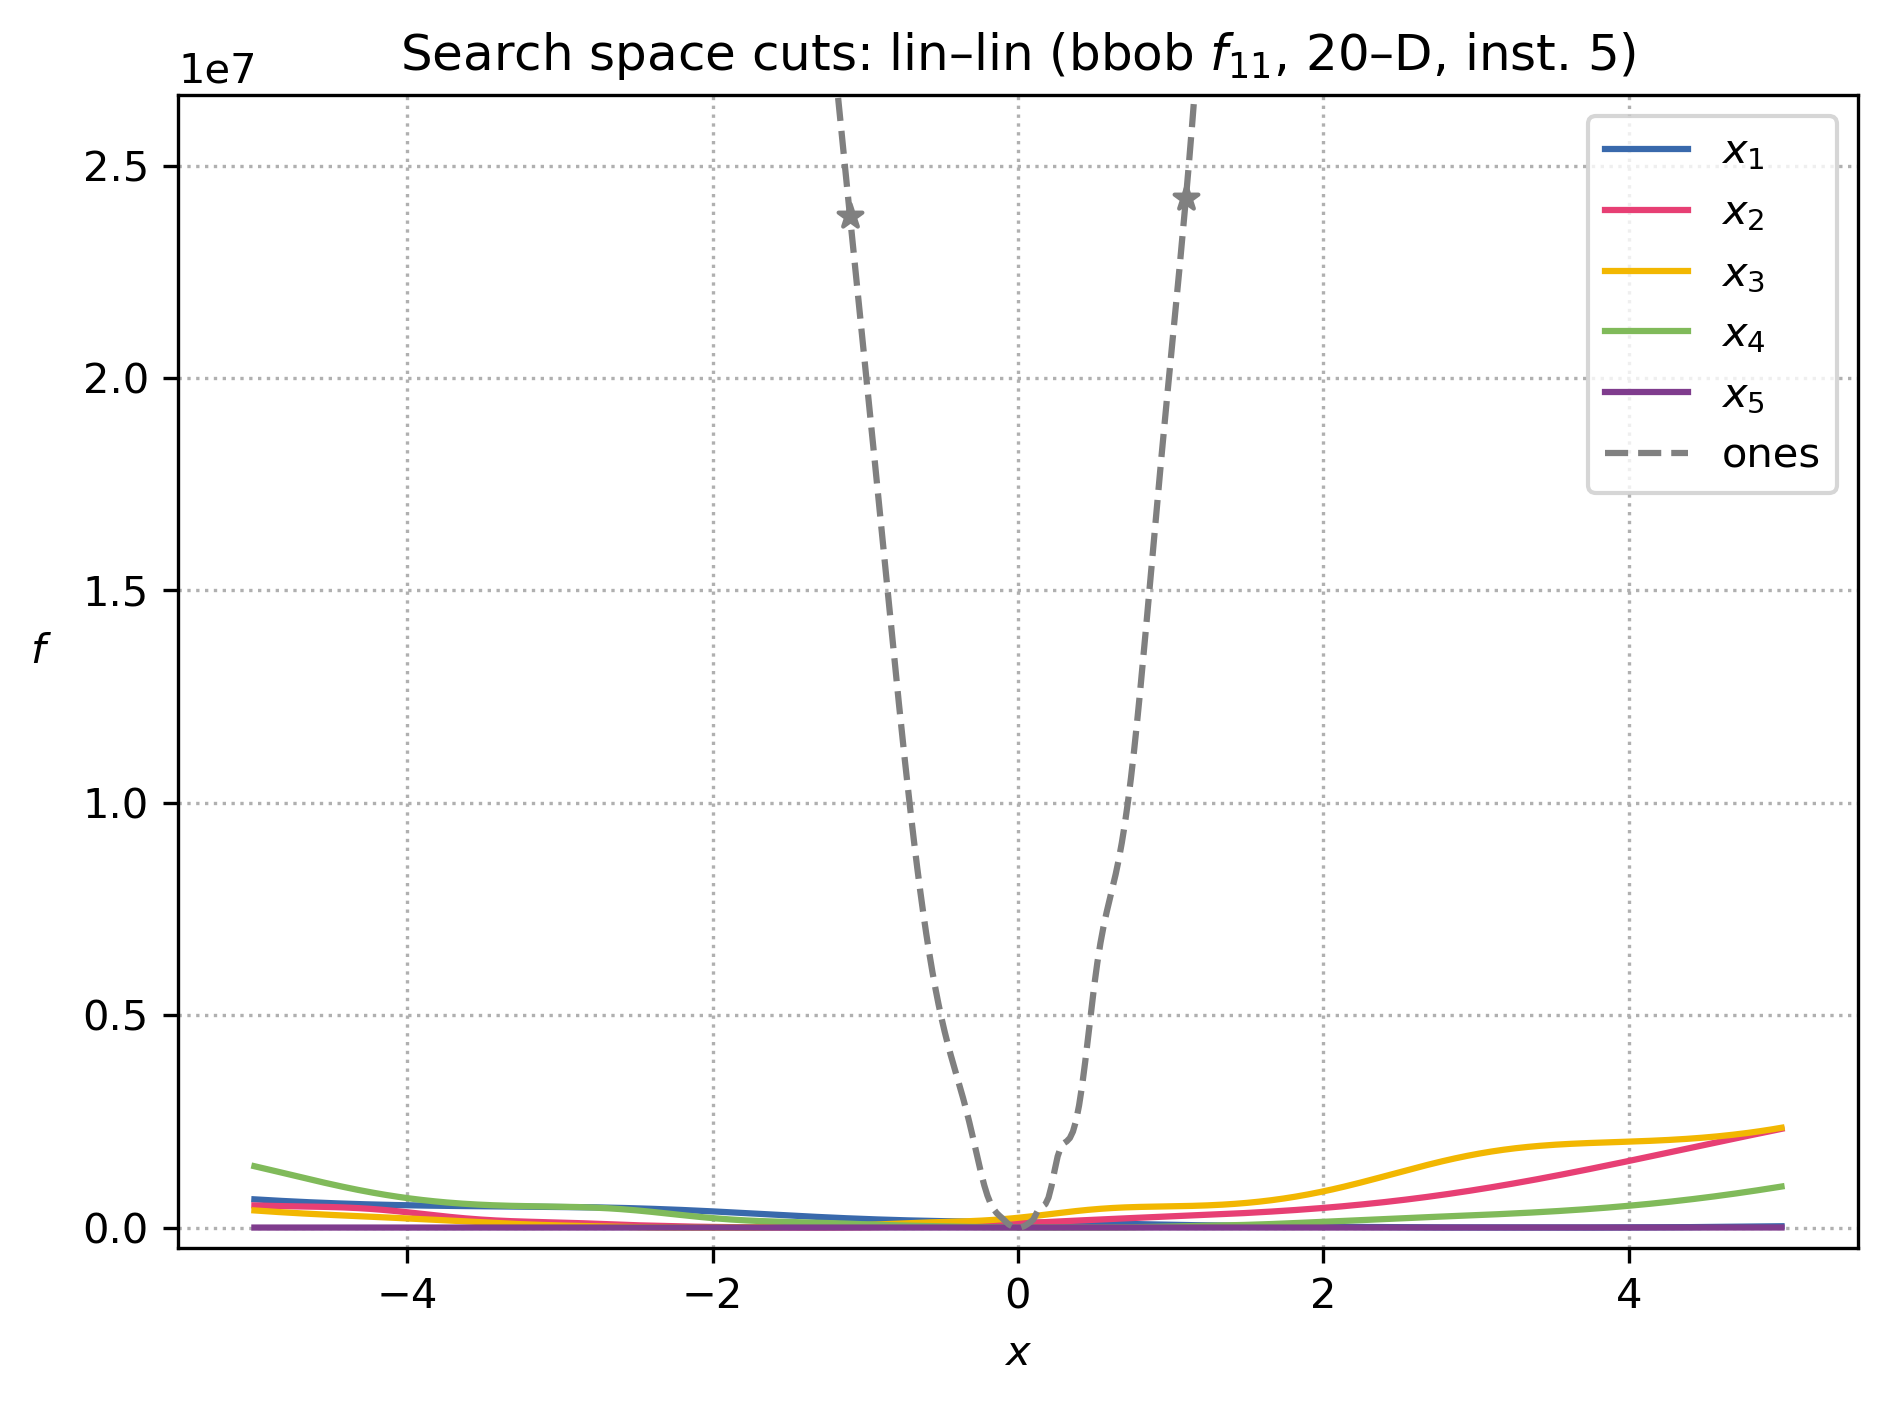 Search space cuts: lin–lin (bbob f₁₁, 20–D, inst. 5)
1e7
2.5
2.0
1.5
1.0
0.5
0.0
f
−4
−2
0
2
4
x
x₁
x₂
x₃
x₄
x₅
ones